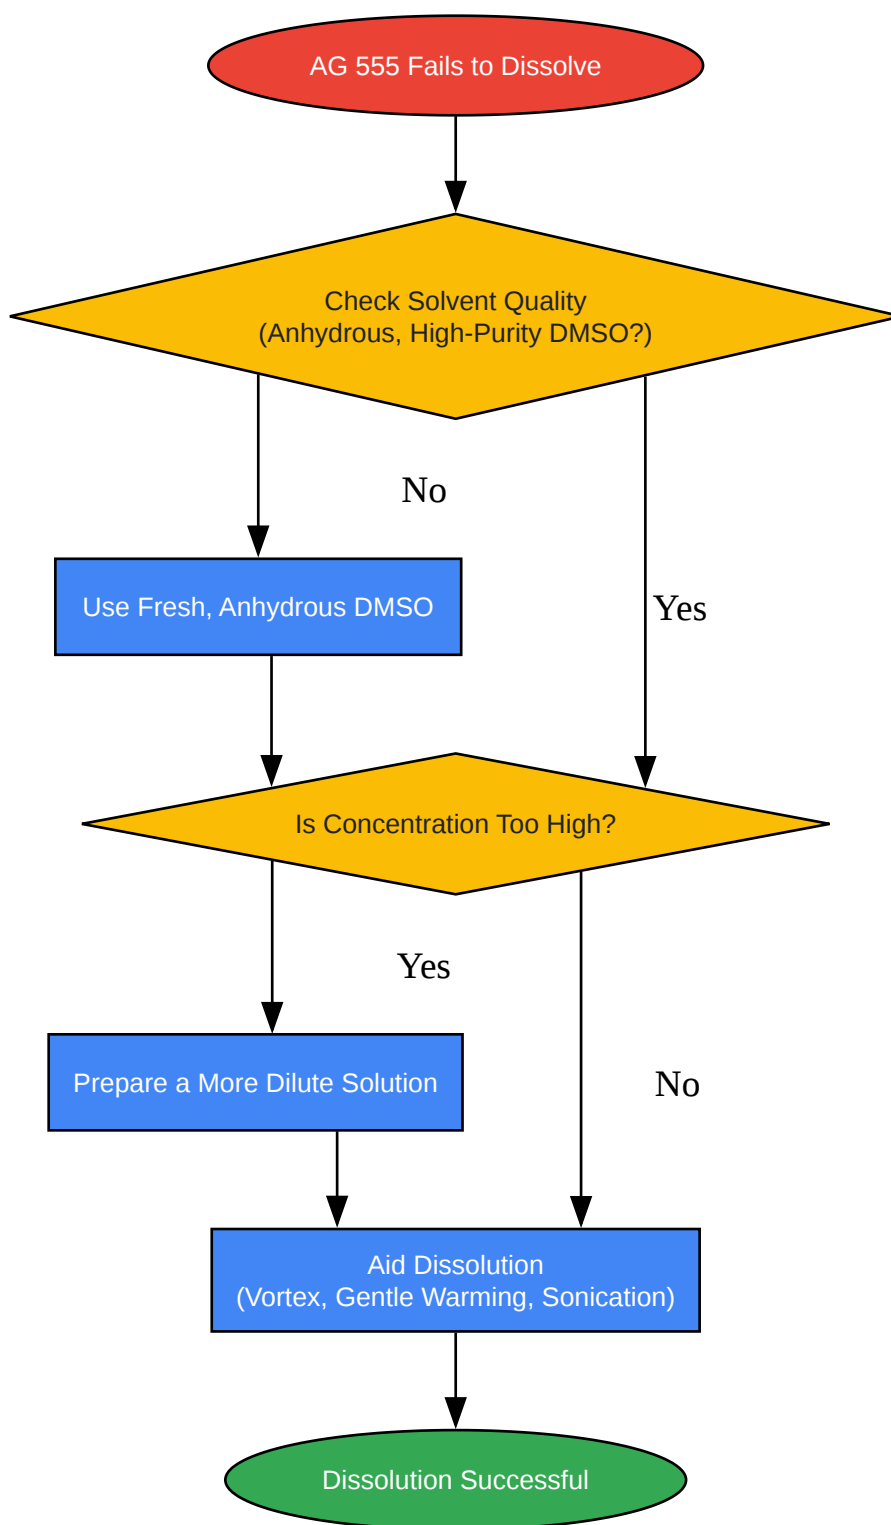 AG 555 Fails to Dissolve
Check Solvent Quality
(Anhydrous, High-Purity DMSO?)
No
Use Fresh, Anhydrous DMSO
Yes
Is Concentration Too High?
Yes
Prepare a More Dilute Solution
No
Aid Dissolution
(Vortex, Gentle Warming, Sonication)
Dissolution Successful